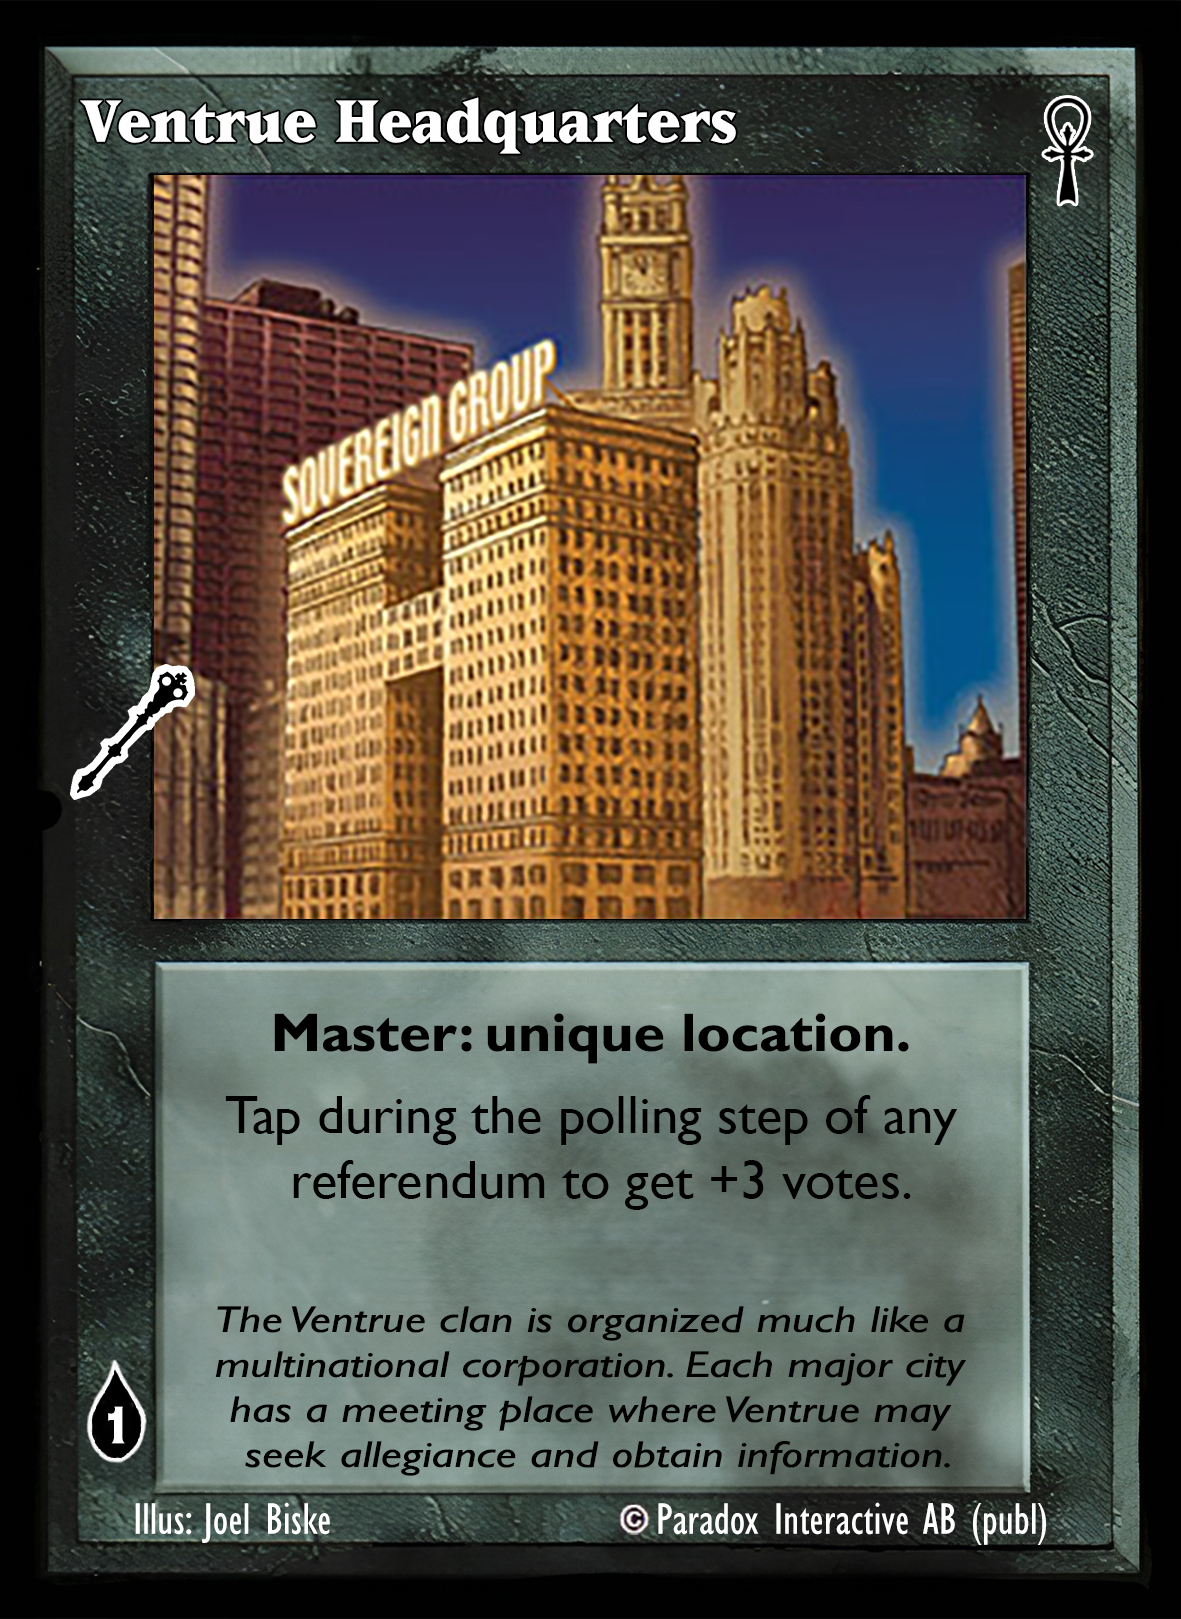 Ventrue Headquarters
SOVEREIGN GROUP
Master: unique location.
Tap during the polling step of any
referendum to get +3 votes.
The Ventrue clan is organized much like a
multinational corporation. Each major city
has a meeting place where Ventrue may
seek allegiance and obtain information.
1
Illus: Joel Biske
© Paradox Interactive AB (publ)